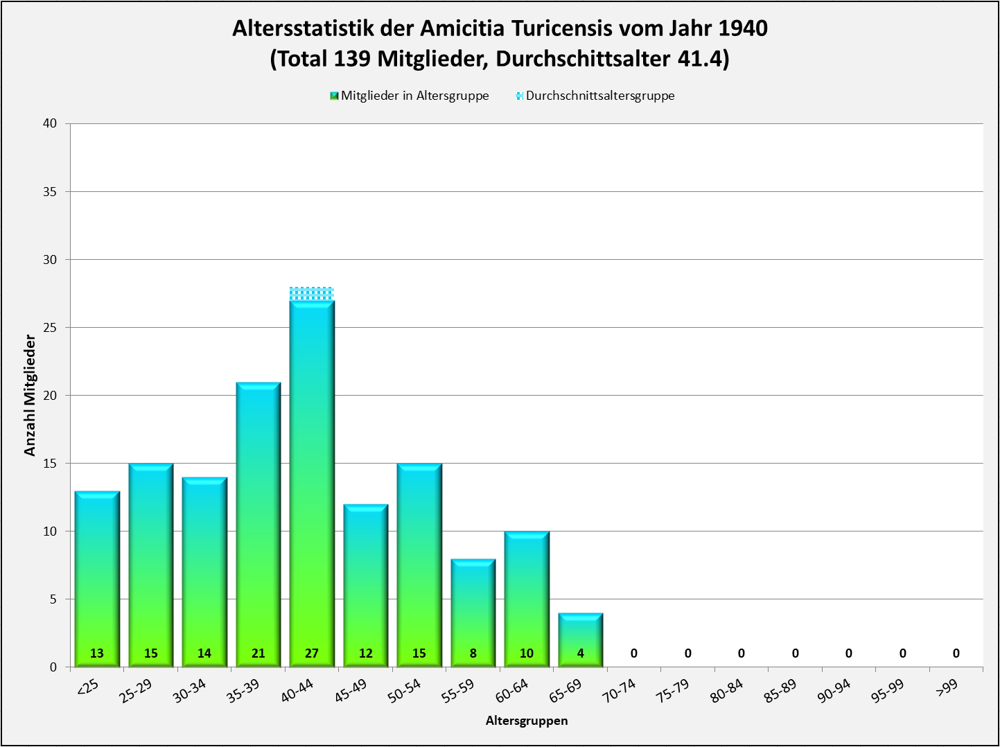 Altersstatistik der Amicitia Turicensis vom Jahr 1940
(Total 139 Mitglieder, Durchschittsalter 41.4)
Mitglieder in Altersgruppe Durchschnittsaltersgruppe
40
35
30
25
20
15
10
5
0
Anzahl Mitglieder
13 15 14 21 27 12 15 8 10 4 0 0 0 0 0 0 0
<25 25-29 30-34 35-39 40-44 45-49 50-54 55-59 60-64 65-69 70-74 75-79 80-84 85-89 90-94 95-99 >99
Altersgruppen